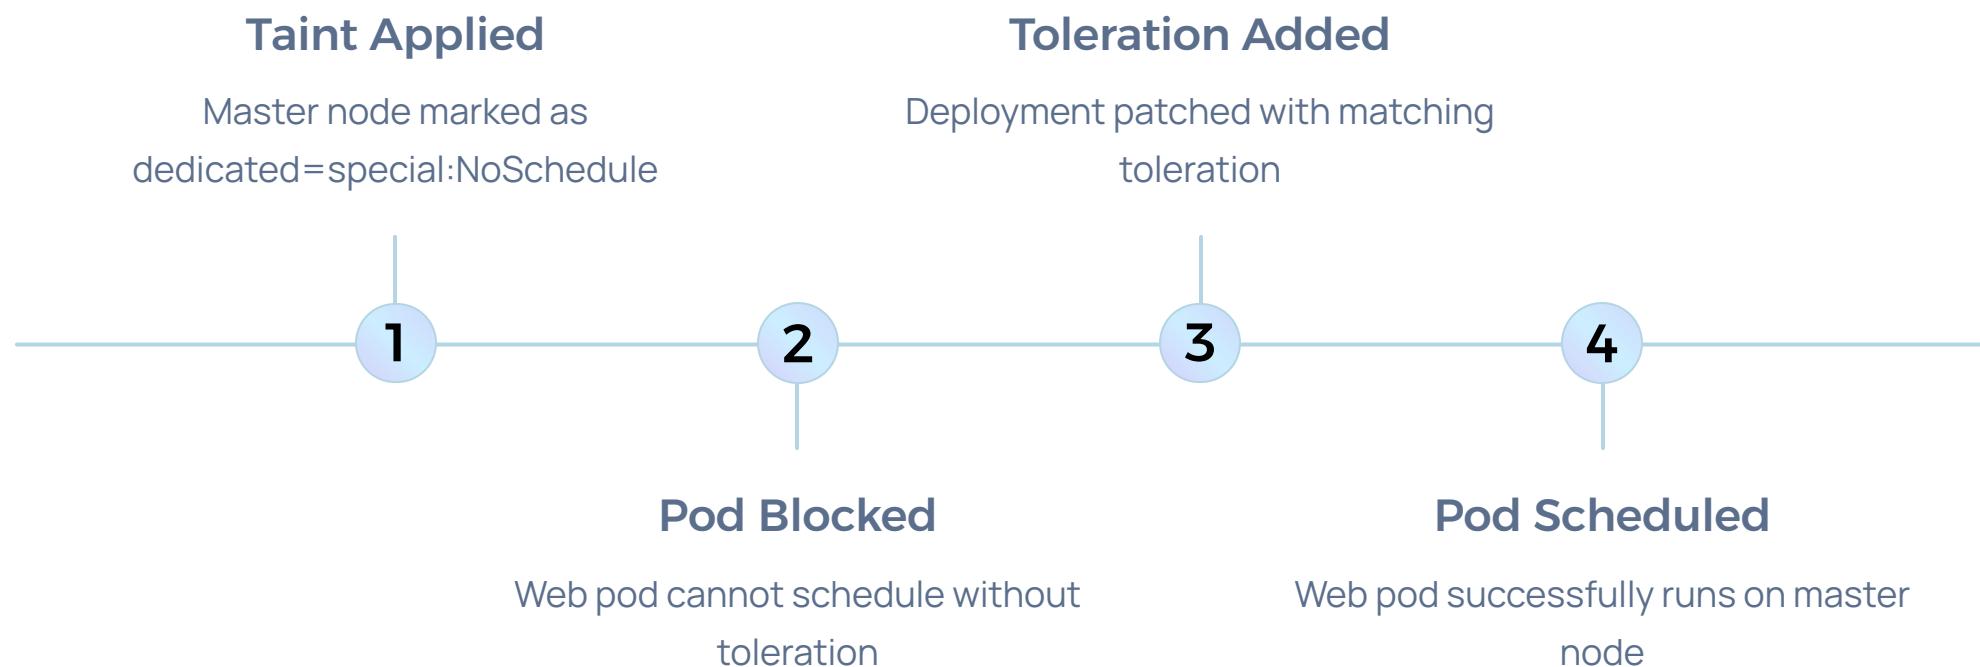 Taint Applied
Master node marked as
dedicated=special:NoSchedule
Toleration Added
Deployment patched with matching
toleration
1
2
3
4
Pod Blocked
Web pod cannot schedule without
toleration
Pod Scheduled
Web pod successfully runs on master
node